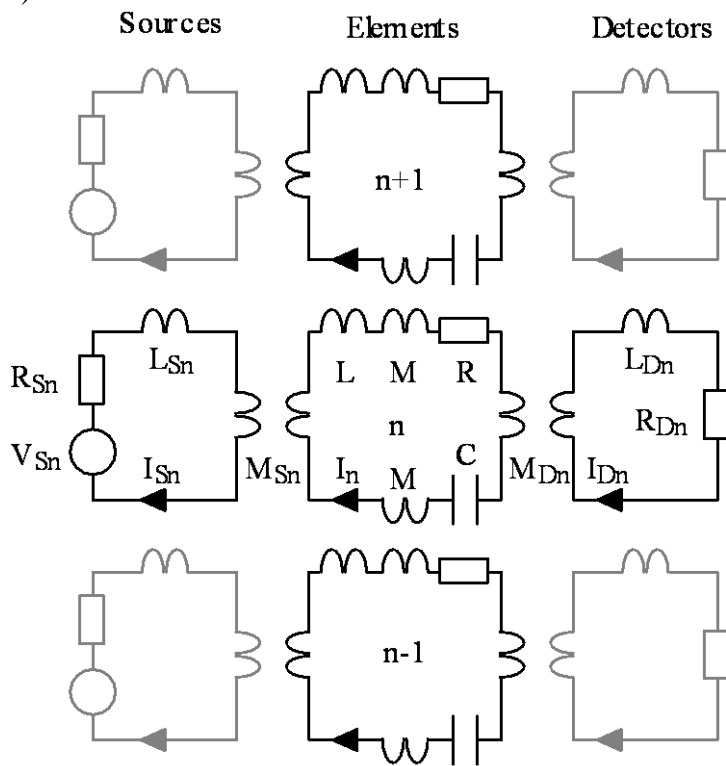 )
Sources Elements Detectors
n+1
L_Sn L M R L_Dn
R_Sn n R_Dn
V_Sn I_Sn M_Sn I_n M C M_Dn I_Dn
n-1